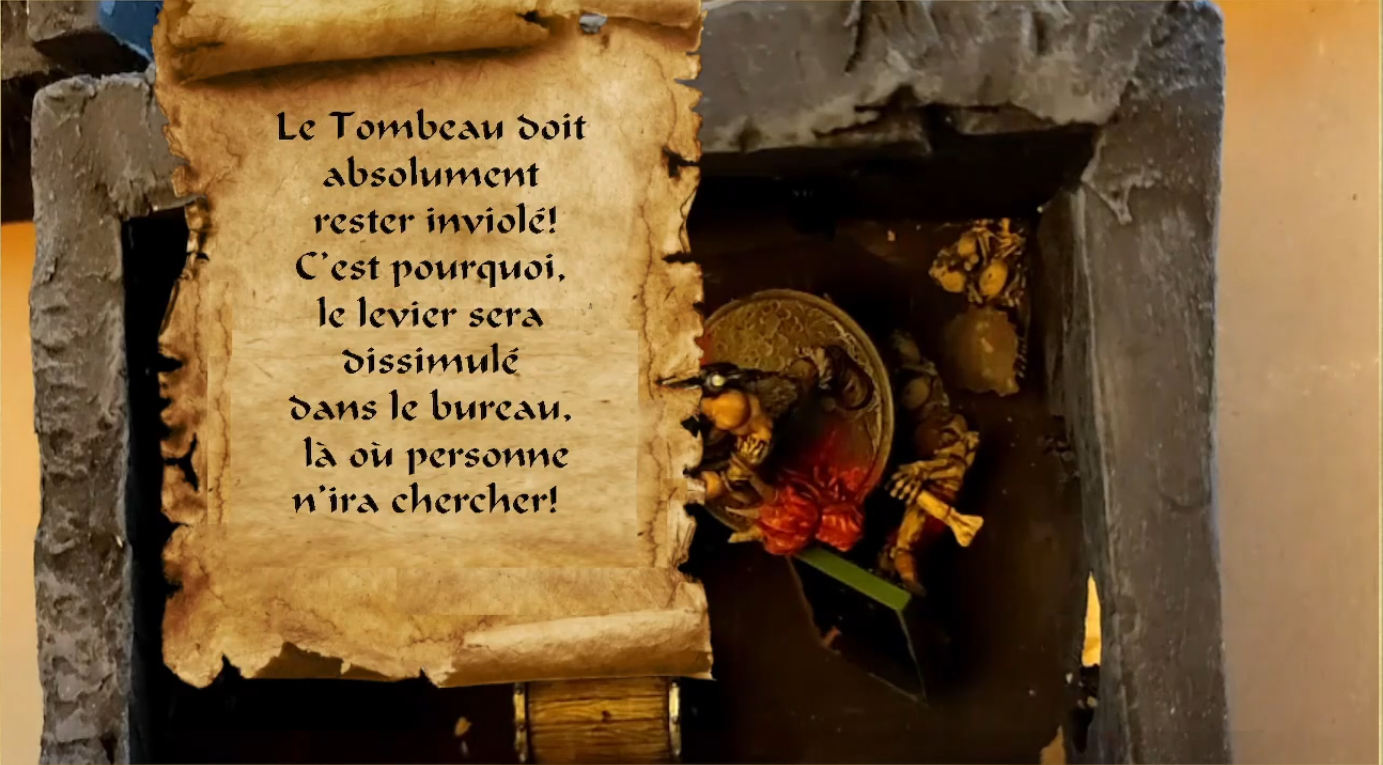 Le Tombeau doit
absolument
rester inviolé!
C'est pourquoi,
le levier sera
dissimulé
dans le bureau,
là où personne
n'ira chercher!